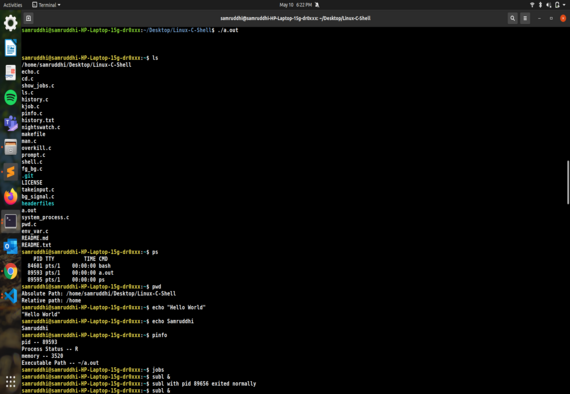 Activities
Terminal
May 10 6:22 PM
samruddhi@samruddhi-HP-Laptop-15g-dr0xxx: ~/Desktop/Linux-C-Shell
samruddhi@samruddhi-HP-Laptop-15g-dr0xxx:~/Desktop/Linux-C-Shell$ ./a.out
samruddhi@samruddhi-HP-Laptop-15g-dr0xxx:~$ ls
/home/samruddhi/Desktop/Linux-C-Shell
echo.c
cd.c
show_jobs.c
ls.c
history.c
kjob.c
pinfo.c
history.txt
nightswatch.c
makefile
man.c
overkill.c
prompt.c
shell.c
fg_bg.c
.git
LICENSE
takeinput.c
bg_signal.c
headerfiles
a.out
system_process.c
pwd.c
env_var.c
README.md
README.txt
samruddhi@samruddhi-HP-Laptop-15g-dr0xxx:~$ ps
PID TTY TIME CMD
84601 pts/1 00:00:00 bash
89593 pts/1 00:00:00 a.out
89595 pts/1 00:00:00 ps
samruddhi@samruddhi-HP-Laptop-15g-dr0xxx:~$ pwd
Absolute Path: /home/samruddhi/Desktop/Linux-C-Shell
Relative path: /home
samruddhi@samruddhi-HP-Laptop-15g-dr0xxx:~$ echo "Hello World"
"Hello World"
samruddhi@samruddhi-HP-Laptop-15g-dr0xxx:~$ echo Samruddhi
Samruddhi
samruddhi@samruddhi-HP-Laptop-15g-dr0xxx:~$ pinfo
pid -- 89593
Process Status -- R
memory -- 3520
Executable Path -- ~/a.out
samruddhi@samruddhi-HP-Laptop-15g-dr0xxx:~$ jobs
samruddhi@samruddhi-HP-Laptop-15g-dr0xxx:~$ subl &
samruddhi@samruddhi-HP-Laptop-15g-dr0xxx:~$ subl with pid 89656 exited normally
samruddhi@samruddhi-HP-Laptop-15g-dr0xxx:~$ subl &